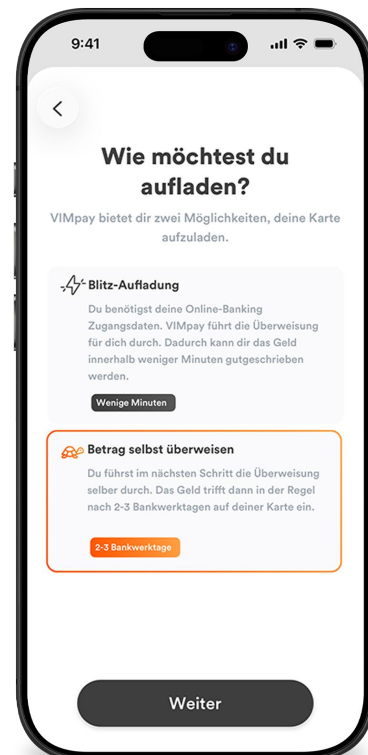 9:41
Wie möchtest du
aufladen?
VIMpay bietet dir zwei Möglichkeiten, deine Karte
aufzuladen.
Blitz-Aufladung
Du benötigst deine Online-Banking
Zugangsdaten. VIMpay führt die Überweisung
für dich durch. Dadurch kann dir das Geld
innerhalb weniger Minuten gutgeschrieben
werden.
Wenige Minuten
Betrag selbst überweisen
Du führst im nächsten Schritt die Überweisung
selber durch. Das Geld trifft dann in der Regel
nach 2-3 Bankwerktagen auf deiner Karte ein.
2-3 Bankwerktage
Weiter